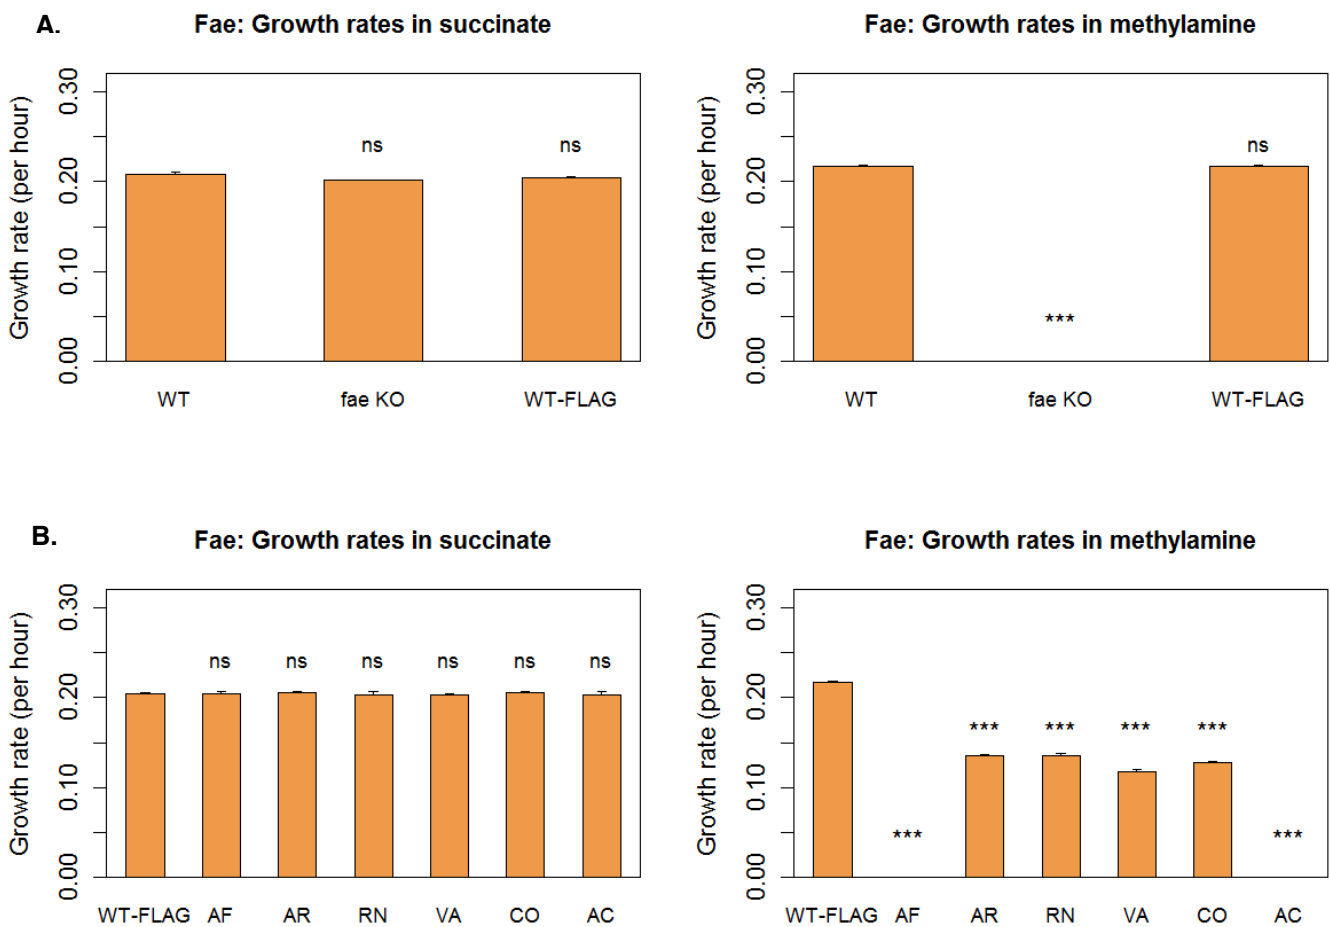 A.
Fae: Growth rates in succinate
Growth rate (per hour)
0.30
0.20
0.10
0.00
ns
ns
WT
fae KO
WT-FLAG
Fae: Growth rates in methylamine
Growth rate (per hour)
0.30
0.20
0.10
0.00
ns
***
WT
fae KO
WT-FLAG
B.
Fae: Growth rates in succinate
Growth rate (per hour)
0.30
0.20
0.10
0.00
ns ns ns ns ns ns
WT-FLAG AF AR RN VA CO AC
Fae: Growth rates in methylamine
Growth rate (per hour)
0.30
0.20
0.10
0.00
*** *** *** ***
*** ***
WT-FLAG AF AR RN VA CO AC